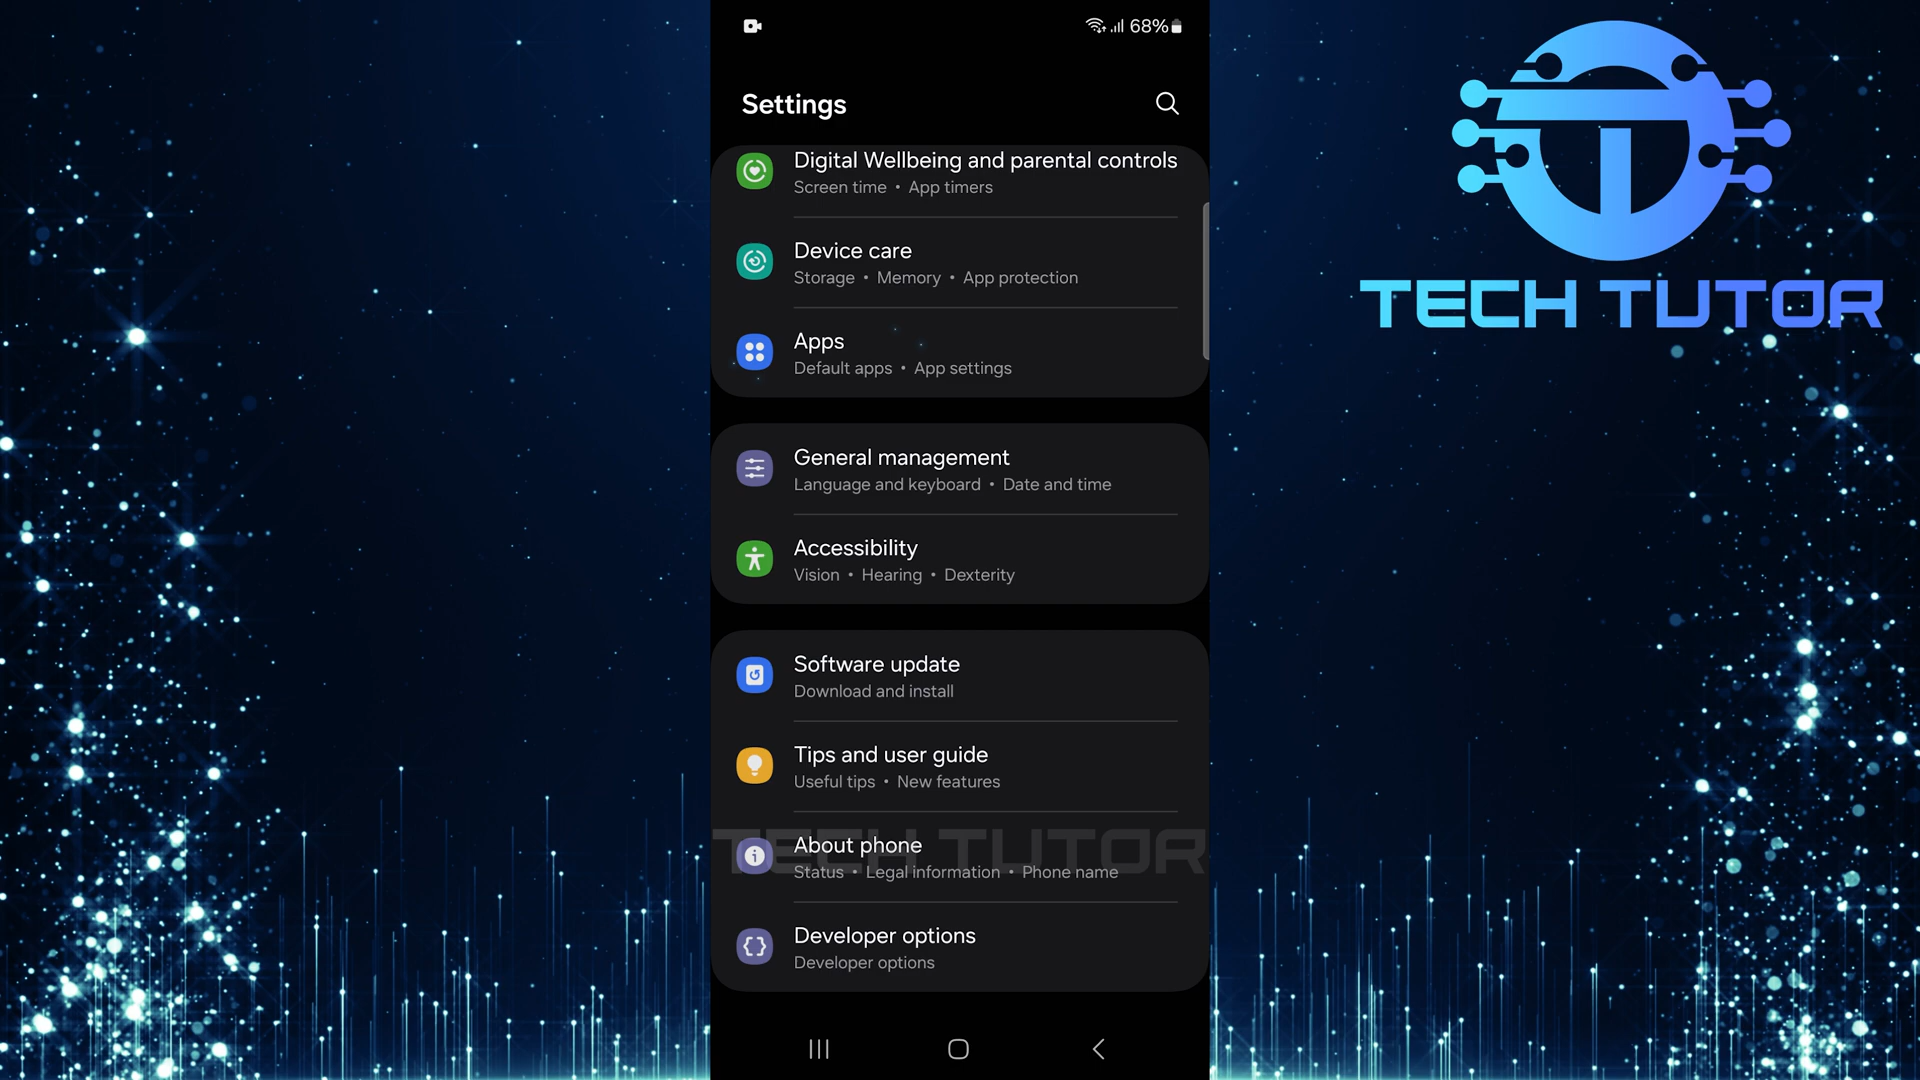 68%
Settings
Digital Wellbeing and parental controls
Screen time • App timers
Device care
Storage • Memory • App protection
Apps
Default apps • App settings
General management
Language and keyboard • Date and time
Accessibility
Vision • Hearing • Dexterity
Software update
Download and install
Tips and user guide
Useful tips • New features
TECH TUTOR
About phone
Status • Legal information • Phone name
Developer options
Developer options
TECH TUTOR